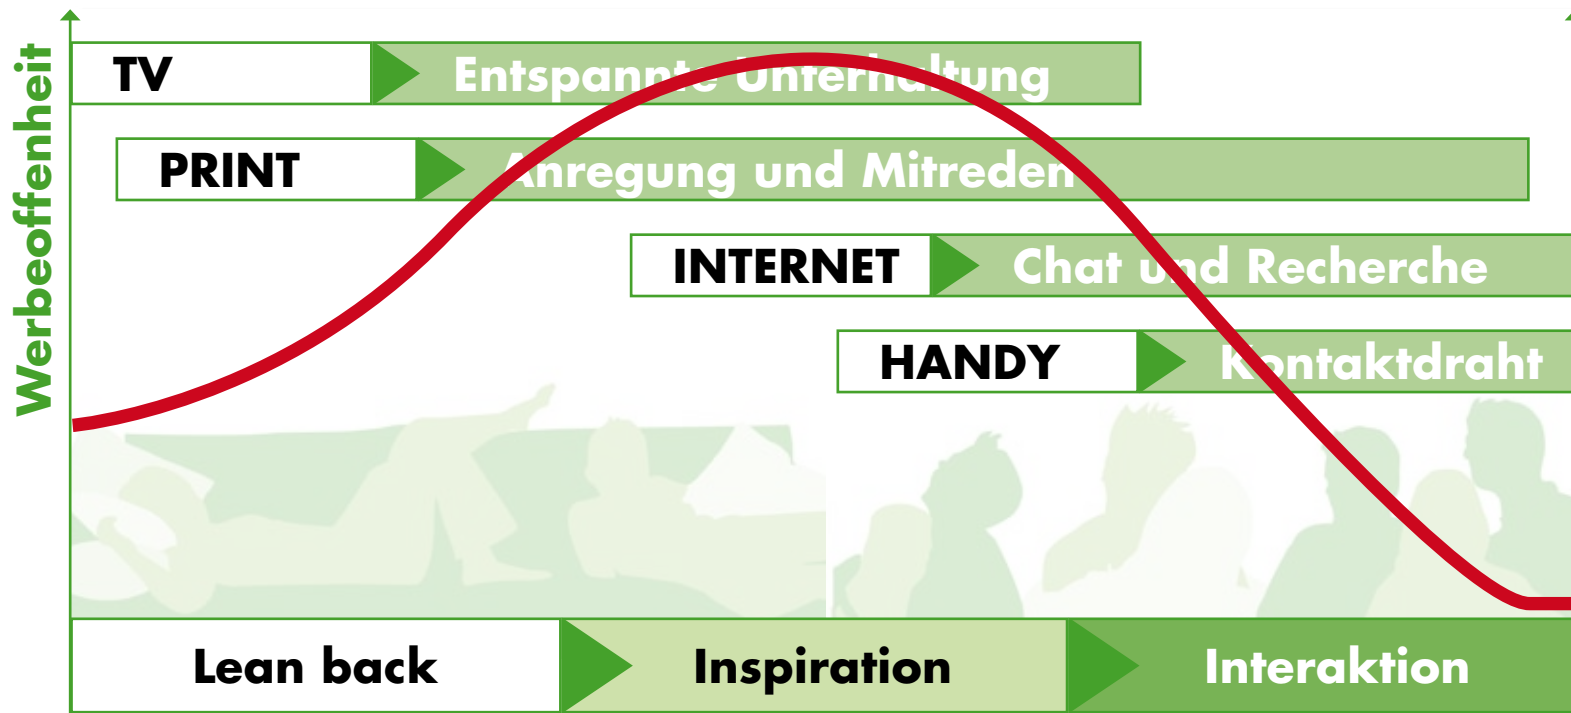 Werbeoffenheit
TV Entspannte Unterhaltung
PRINT Anregung und Mitreden
INTERNET Chat und Recherche
HANDY Kontaktdraht
Lean back Inspiration Interaktion